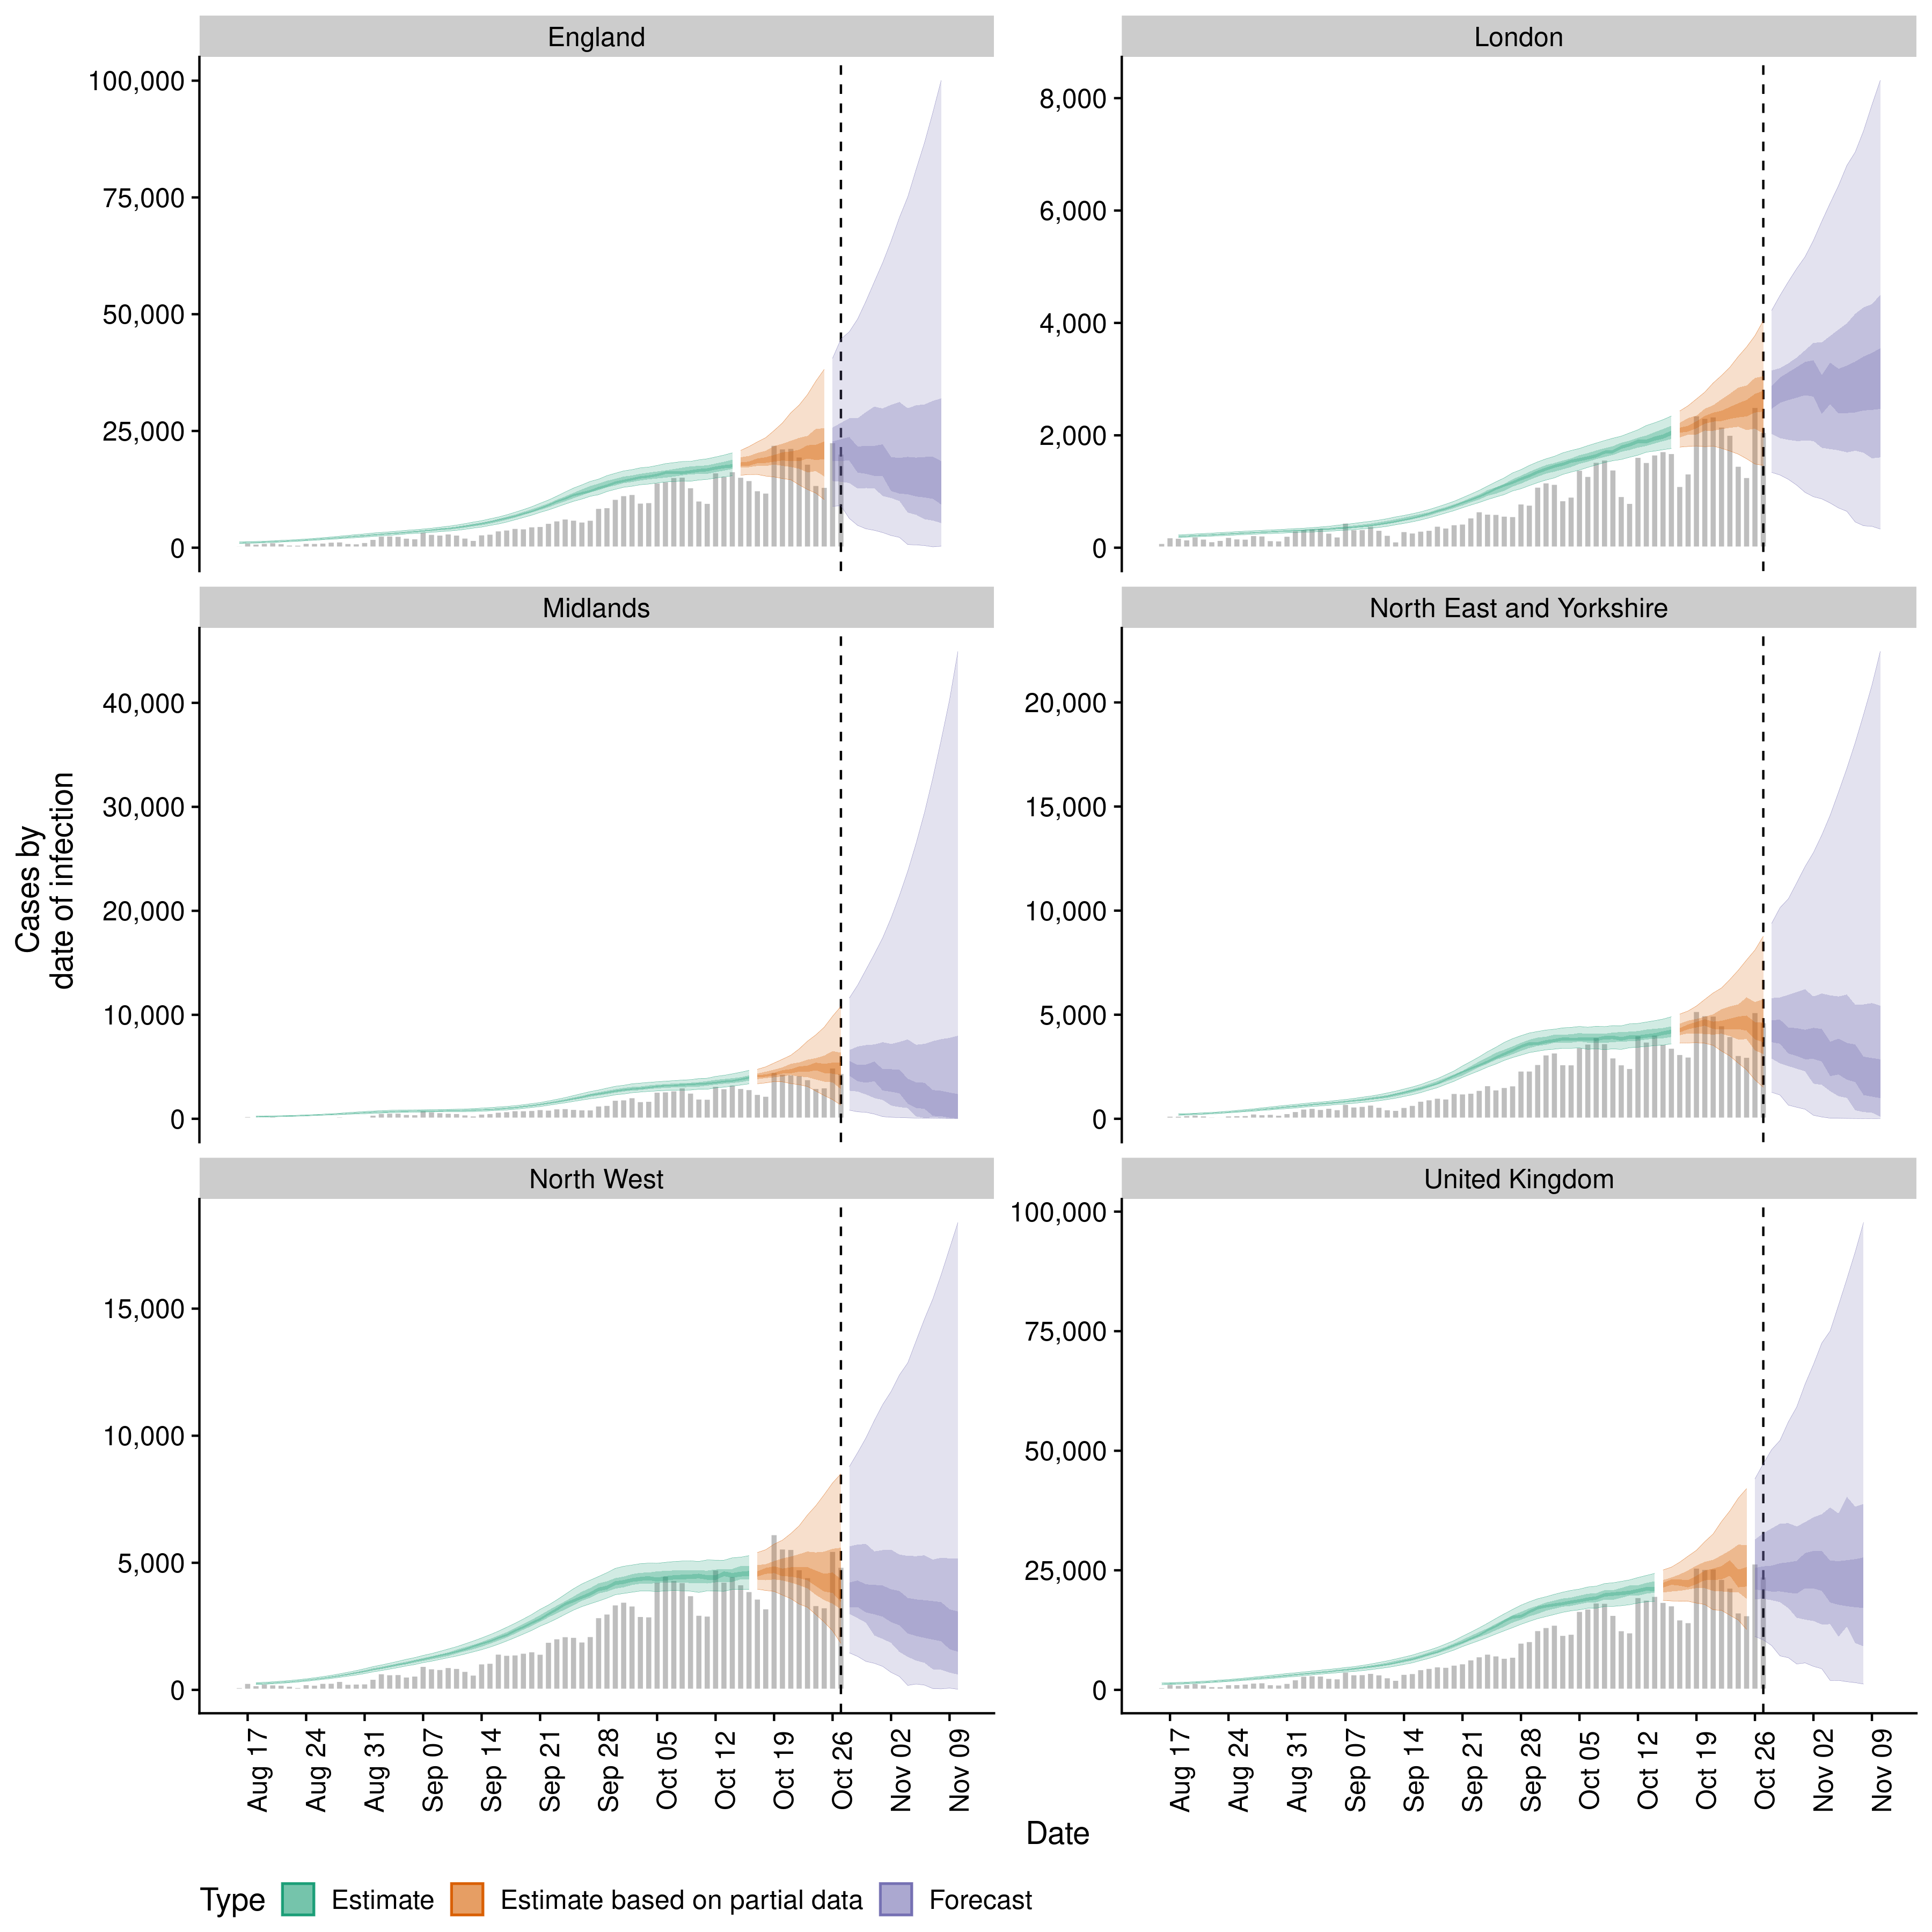 England
London
100,000
75,000
50,000
25,000
0
8,000
6,000
4,000
2,000
0
Midlands
North East and Yorkshire
40,000
30,000
20,000
10,000
0
20,000
15,000
10,000
5,000
0
Cases by
date of infection
North West
United Kingdom
15,000
10,000
5,000
0
100,000
75,000
50,000
25,000
0
Aug 17
Aug 24
Aug 31
Sep 07
Sep 14
Sep 21
Sep 28
Oct 05
Oct 12
Oct 19
Oct 26
Nov 02
Nov 09
Aug 17
Aug 24
Aug 31
Sep 07
Sep 14
Sep 21
Sep 28
Oct 05
Oct 12
Oct 19
Oct 26
Nov 02
Nov 09
Date
Type Estimate Estimate based on partial data Forecast